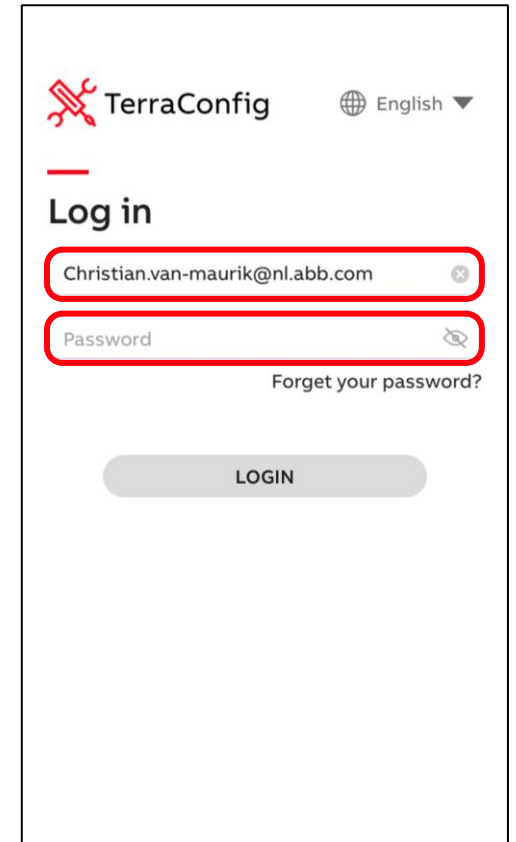 TerraConfig English
Log in
Christian.van-maurik@nl.abb.com
Password
Forget your password?
LOGIN